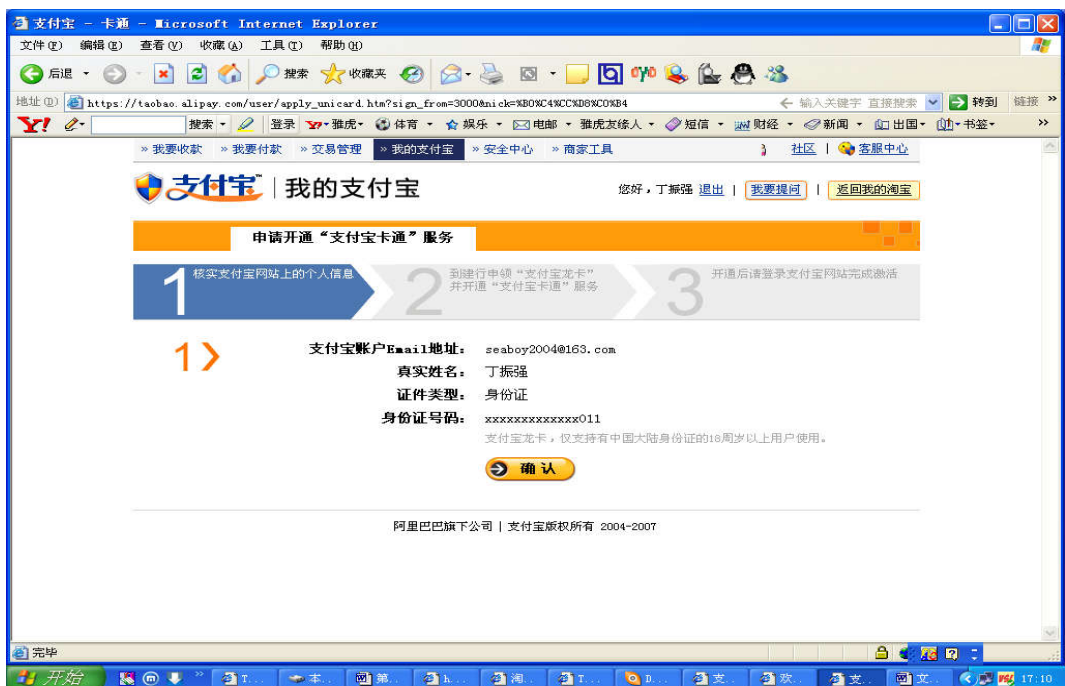 支付宝 - 卡通 - Microsoft Internet Explorer
文件(F) 编辑(E) 查看(V) 收藏(A) 工具(T) 帮助(H)
后退 搜索 收藏夹
地址(D) https://taobao.alipay.com/user/apply_unicard.htm?sign_from=3000&nick=%B0%C4%CC%D8%C0%B4 输入关键字 直接搜索 转到 链接 »
Y! 搜索 登录 雅虎 体育 娱乐 电邮 雅虎友缘人 短信 财经 新闻 出国 书签 »
» 我要收款 » 我要付款 » 交易管理 » 我的支付宝 » 安全中心 » 商家工具 社区 | 客服中心
支付宝 | 我的支付宝 您好，丁振强 退出 | 我要提问 | 返回我的淘宝
申请开通“支付宝卡通”服务
1 核实支付宝网站上的个人信息
2 到建行申领“支付宝龙卡”
并开通“支付宝卡通”服务
3 开通后请登录支付宝网站完成激活
1
支付宝账户Email地址： seaboy2004@163.com
真实姓名： 丁振强
证件类型： 身份证
身份证号码： xxxxxxxxxxxxxx011
支付宝龙卡，仅支持有中国大陆身份证的18周岁以上用户使用。
确认
阿里巴巴旗下公司 | 支付宝版权所有 2004-2007
完毕
开始 » T... 本.. 第.. h... 淘.. T... D... 支.. 欢.. 支.. 文.. 17:10